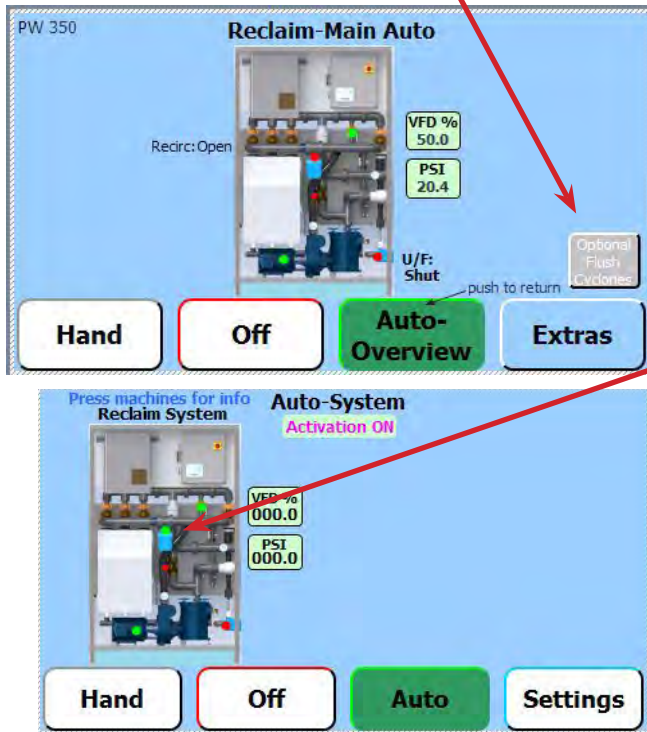 PW 350
Reclaim-Main Auto
VFD %
50.0
Recirc:Open
PSI
20.4
Optional
Flush
Cyclones
U/F:
Shut
push to return
Hand
Off
Auto-
Overview
Extras
Press machines for info
Reclaim System
Auto-System
Activation ON
VFD %
000.0
PSI
000.0
Hand
Off
Auto
Settings